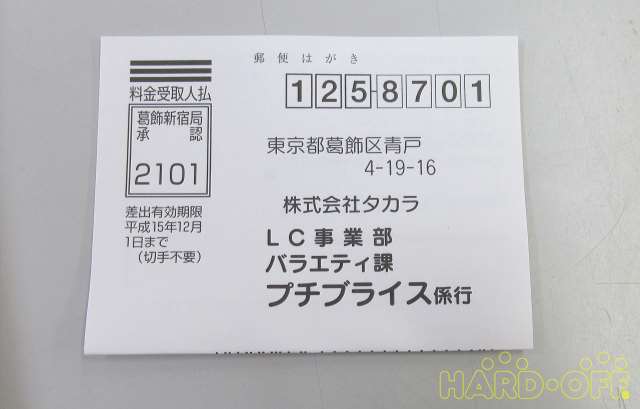 郵便はがき
125-8701
料金受取人払
葛飾新宿局
承認
2101
差出有効期限
平成15年12月
1日まで
(切手不要)
東京都葛飾区青戸
4-19-16
株式会社タカラ
LC事業部
バラエティ課
プチブライス係行
HARD・OFF